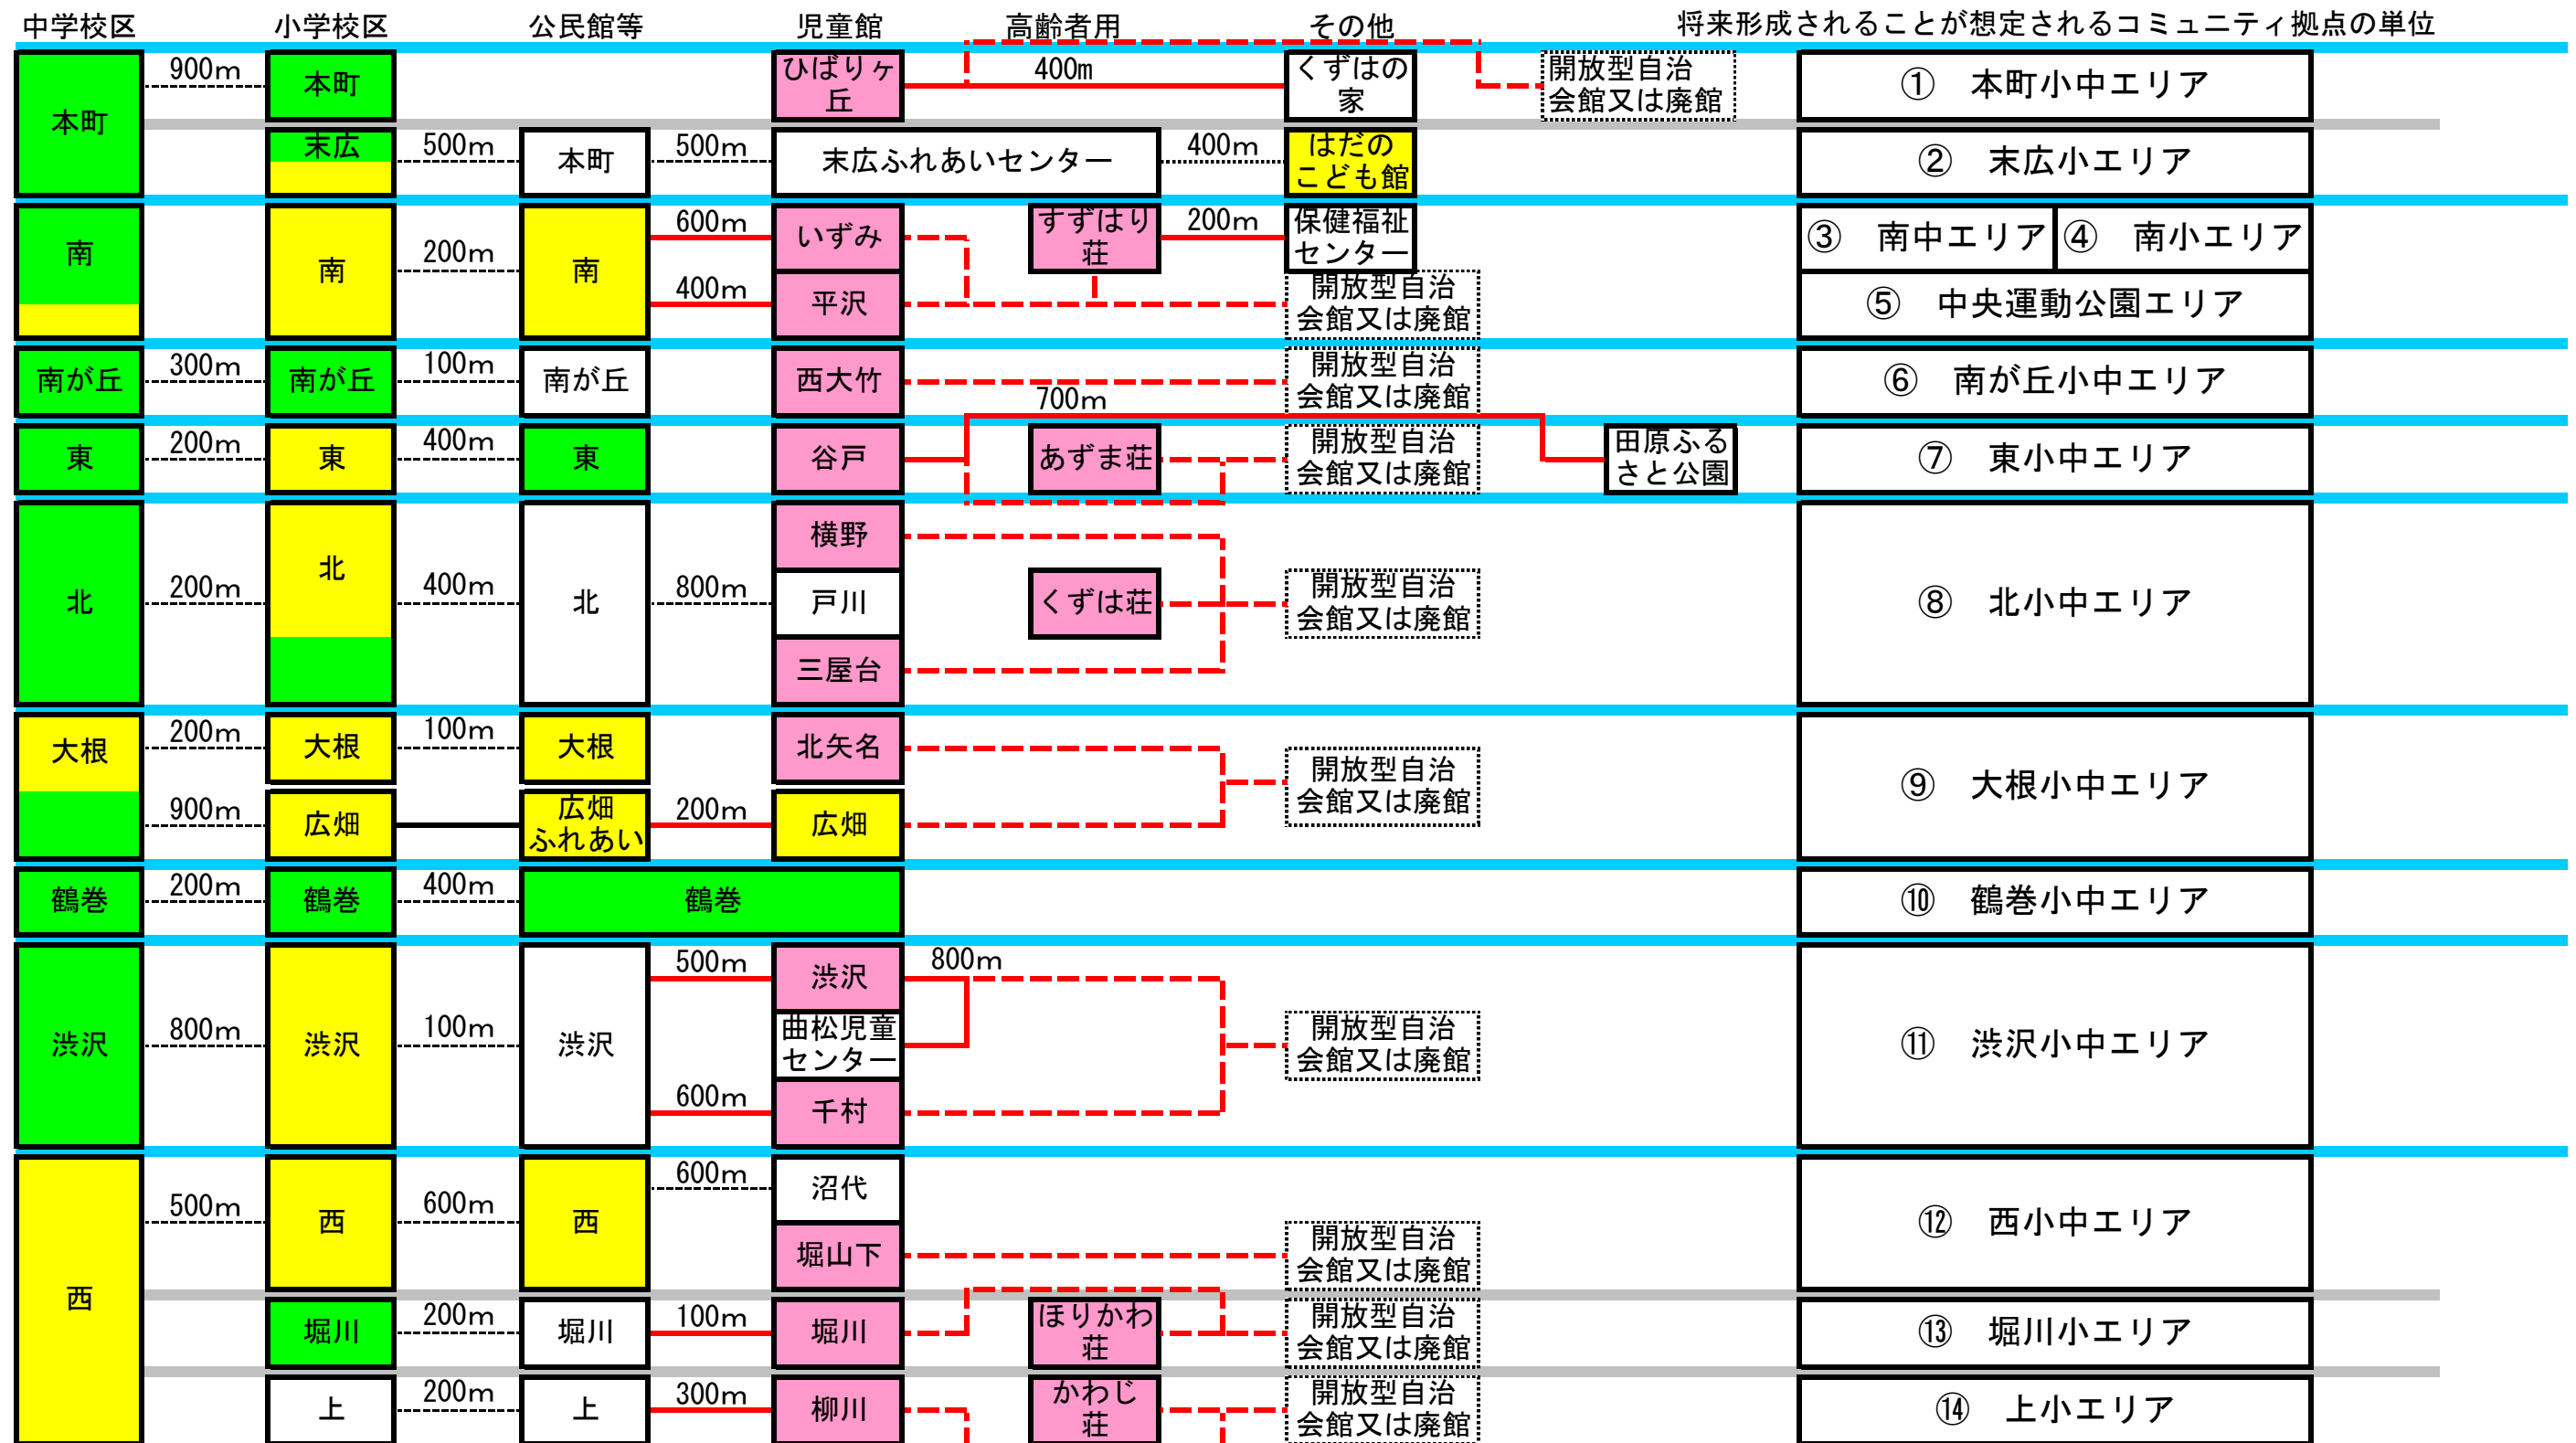 中学校区 小学校区 公民館等 児童館 高齢者用 その他 将来形成されることが想定されるコミュニティ拠点の単位
本町 900m 本町 ひばりヶ
丘 400m くずはの
家 開放型自治
会館又は廃館 ① 本町小中エリア
末広 500m 本町 500m 末広ふれあいセンター 400m はだの
こども館 ② 末広小エリア
南 南 200m 南 600m いずみ すずはり
荘 200m 保健福祉
センター ③ 南中エリア ④ 南小エリア
400m 平沢 開放型自治
会館又は廃館 ⑤ 中央運動公園エリア
南が丘 300m 南が丘 100m 南が丘 西大竹 開放型自治
会館又は廃館 ⑥ 南が丘小中エリア
700m
東 200m 東 400m 東 谷戸 あずま荘 開放型自治
会館又は廃館 田原ふる
さと公園 ⑦ 東小中エリア
横野
北 200m 北 400m 北 800m 戸川 くずは荘 開放型自治
会館又は廃館 ⑧ 北小中エリア
三屋台
大根 200m 大根 100m 大根 北矢名 開放型自治
会館又は廃館 ⑨ 大根小中エリア
900m 広畑 広畑
ふれあい 200m 広畑
鶴巻 200m 鶴巻 400m 鶴巻 ⑩ 鶴巻小中エリア
500m 渋沢 800m
渋沢 800m 渋沢 100m 渋沢 曲松児童
センター 開放型自治
会館又は廃館 ⑪ 渋沢小中エリア
600m 千村
西 500m 西 600m 西 600m 沼代 ⑫ 西小中エリア
堀山下 開放型自治
会館又は廃館
堀川 200m 堀川 100m 堀川 ほりかわ
荘 開放型自治
会館又は廃館 ⑬ 堀川小エリア
上 200m 上 300m 柳川 かわじ
荘 開放型自治
会館又は廃館 ⑭ 上小エリア